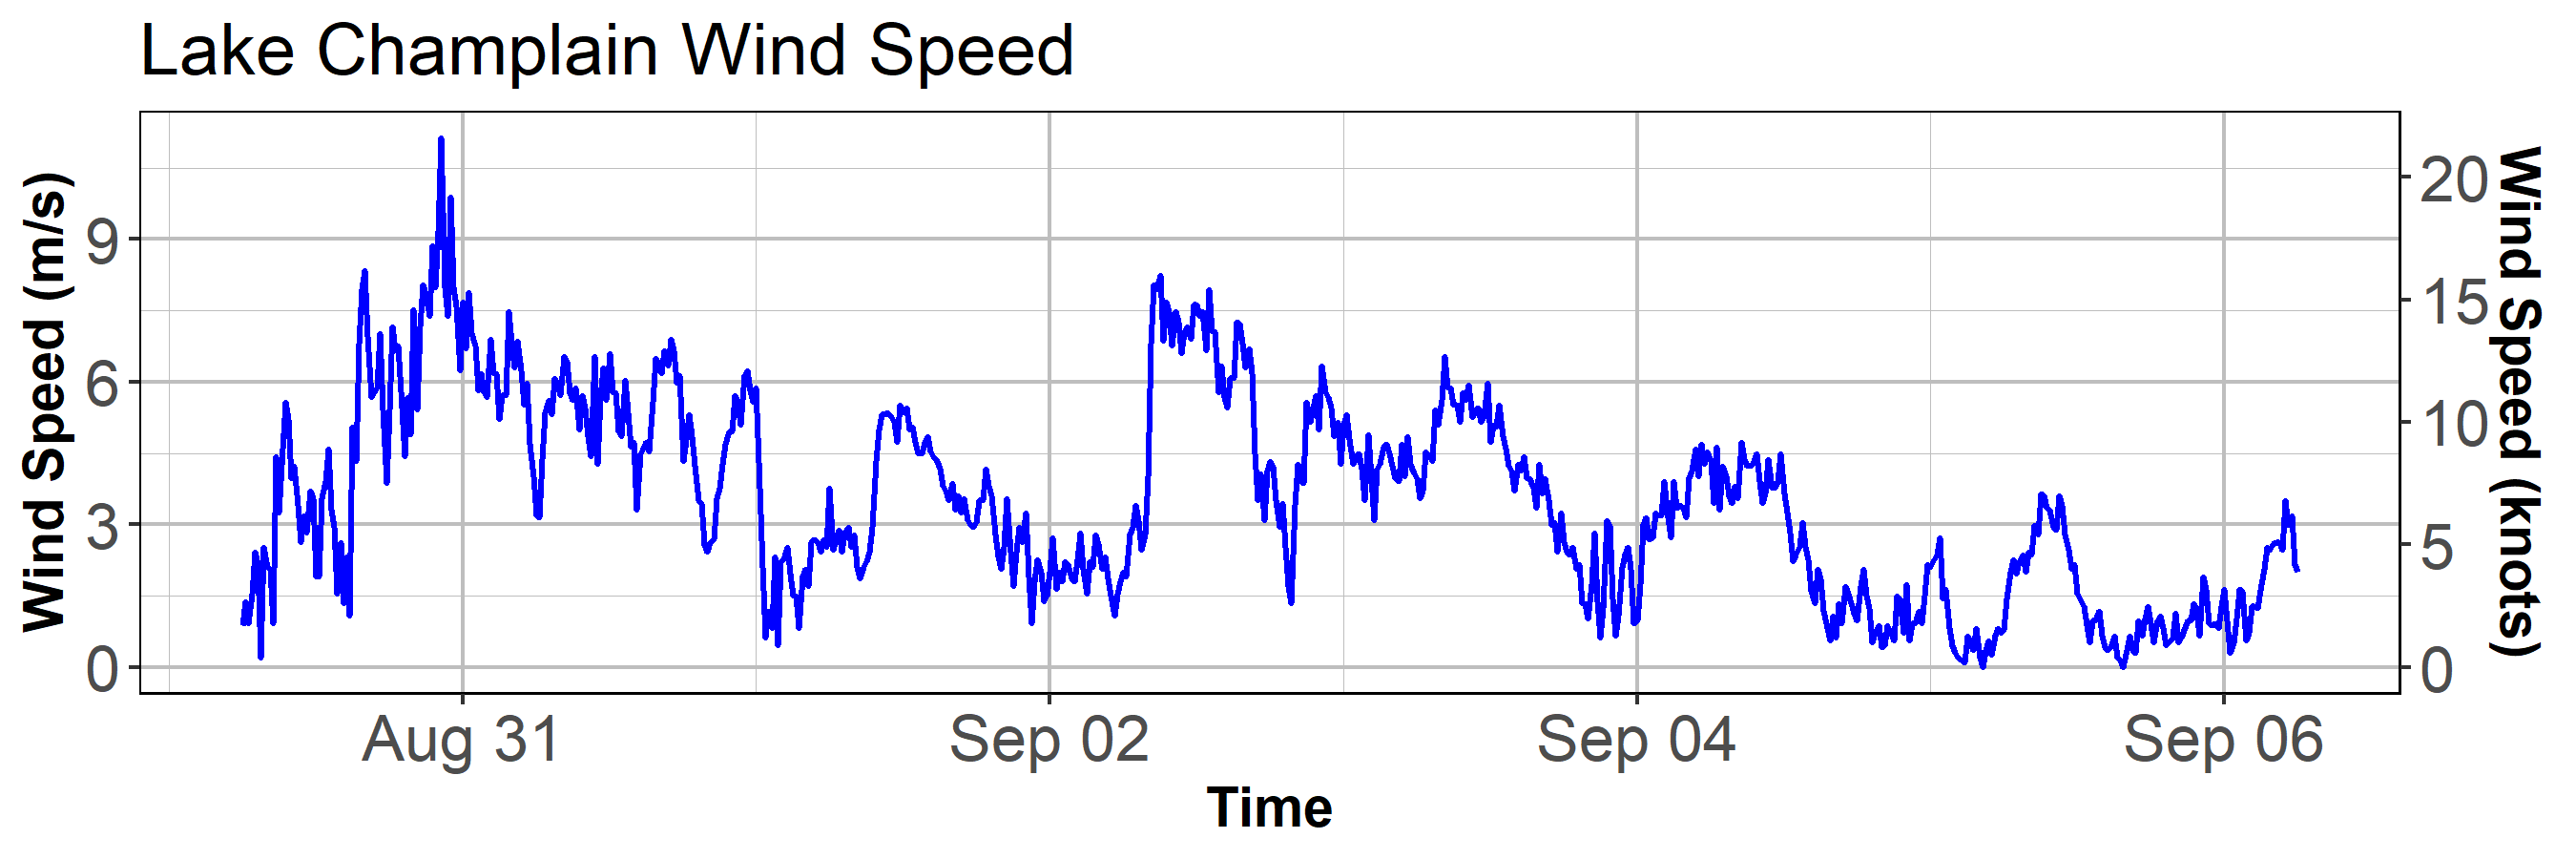 Lake Champlain Wind Speed
Wind Speed (m/s)
9
6
3
0
20
15
10
5
0
Wind Speed (knots)
Aug 31
Sep 02
Sep 04
Sep 06
Time